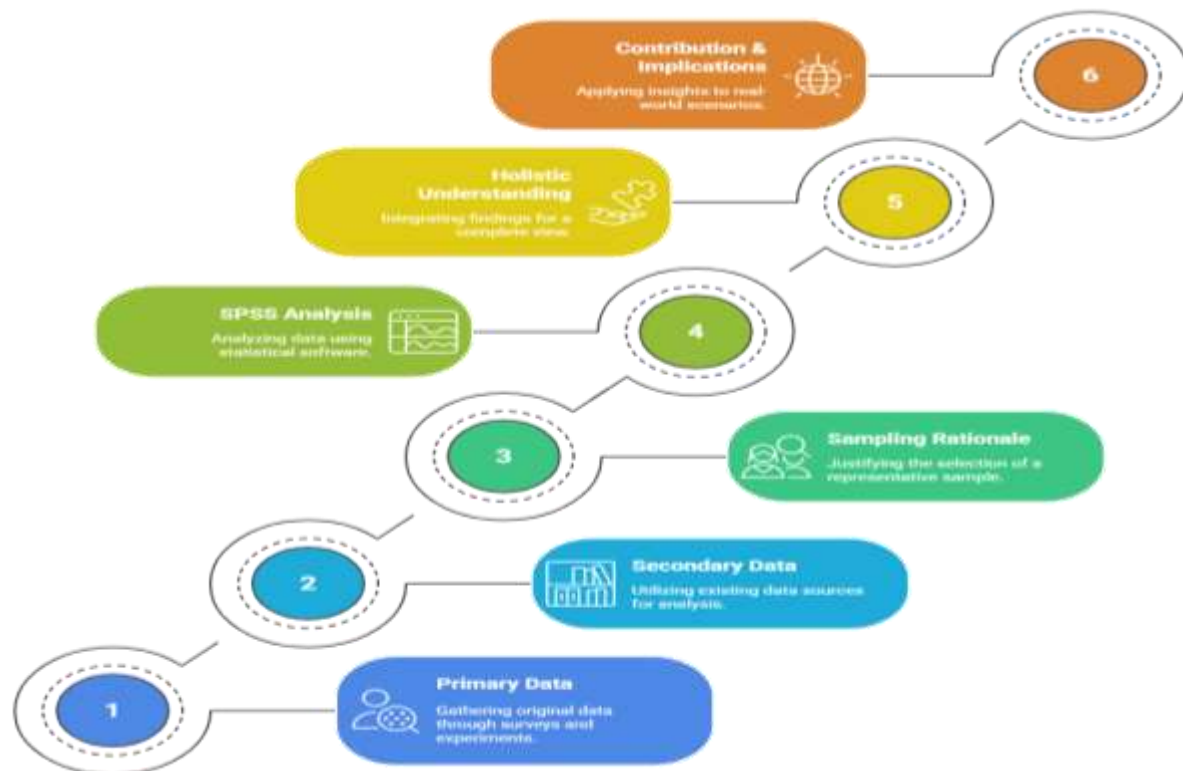 Contribution &
Implications
Applying insights to real-
world scenarios.
6
Holistic
Understanding
Integrating findings for a
complete view.
5
SPSS Analysis
Analyzing data using
statistical software.
4
3
Sampling Rationale
Justifying the selection of a
representative sample.
2
Secondary Data
Utilizing existing data sources
for analysis.
1
Primary Data
Gathering original data
through surveys and
experiments.